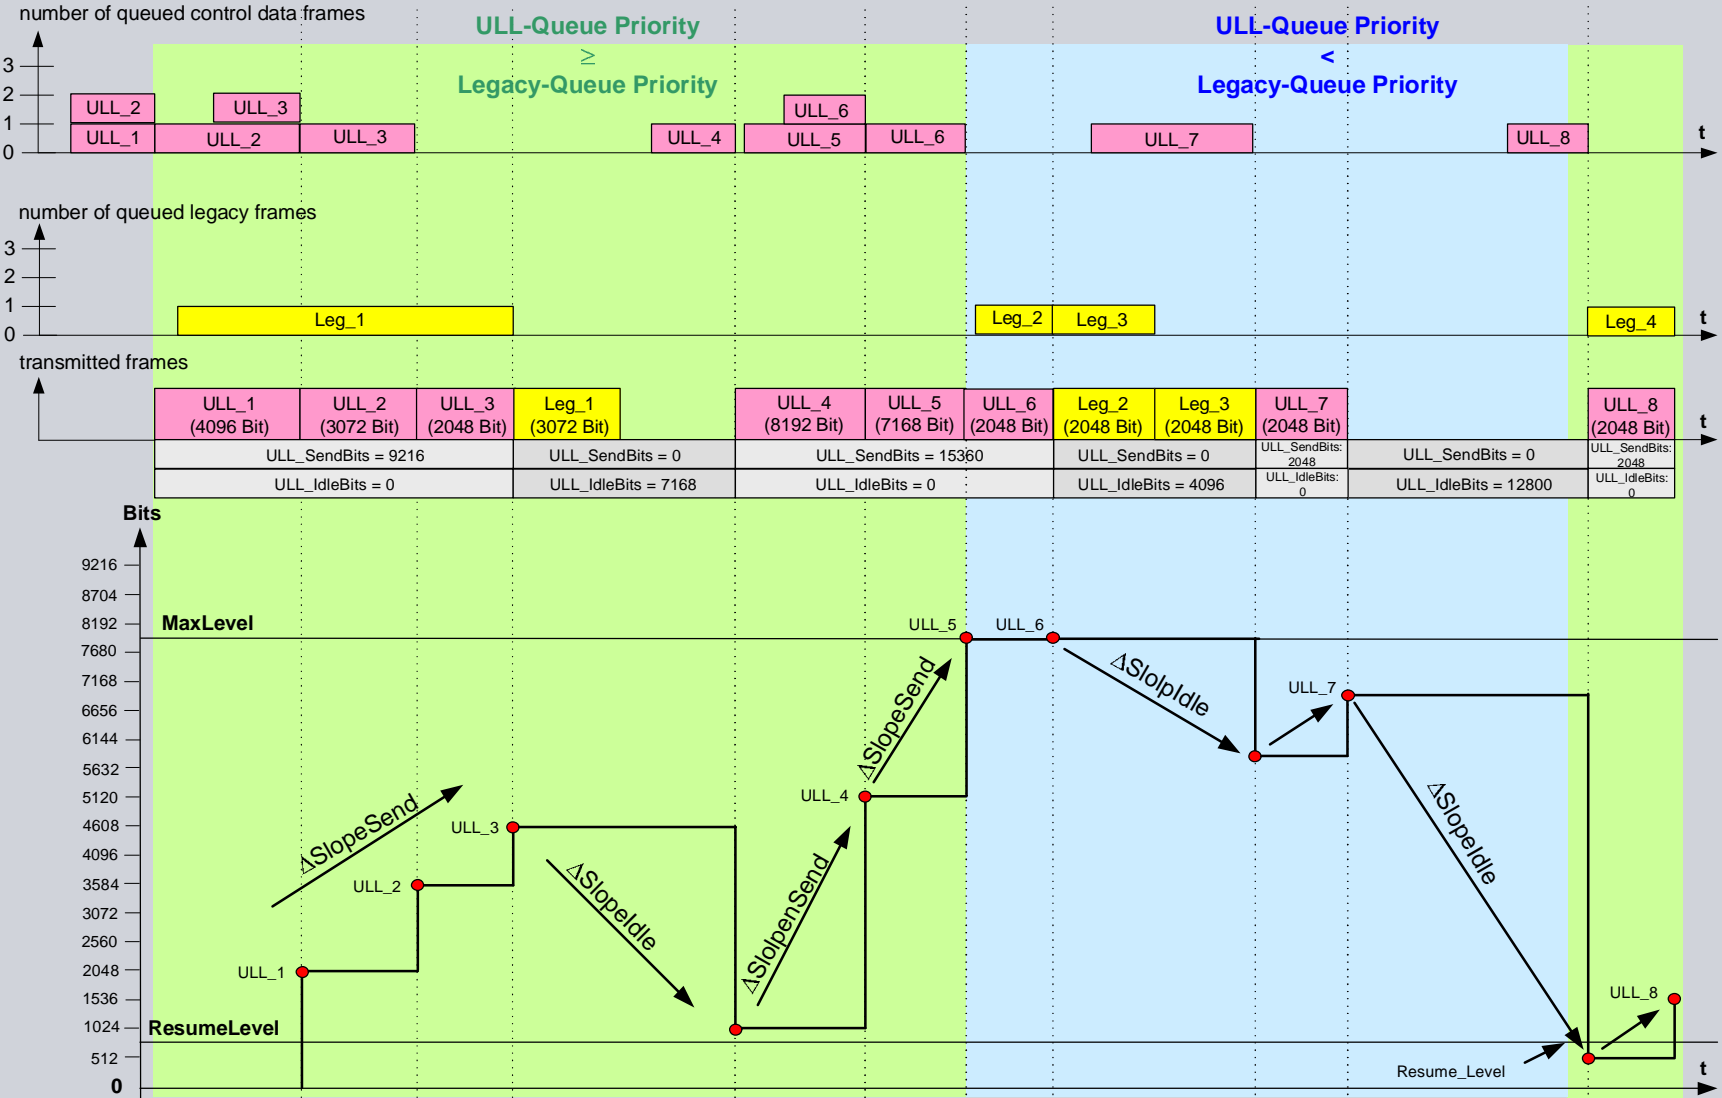 number of queued control data frames
ULL-Queue Priority
≥
Legacy-Queue Priority
ULL-Queue Priority
<
Legacy-Queue Priority
3
2
1
0
ULL_2
ULL_3
ULL_6
ULL_1
ULL_2
ULL_3
ULL_4
ULL_5
ULL_6
ULL_7
ULL_8
t
number of queued legacy frames
3
2
1
0
Leg_1
Leg_2
Leg_3
Leg_4
t
transmitted frames
ULL_1
(4096 Bit)
ULL_2
(3072 Bit)
ULL_3
(2048 Bit)
Leg_1
(3072 Bit)
ULL_4
(8192 Bit)
ULL_5
(7168 Bit)
ULL_6
(2048 Bit)
Leg_2
(2048 Bit)
Leg_3
(2048 Bit)
ULL_7
(2048 Bit)
ULL_8
(2048 Bit)
t
ULL_SendBits = 9216
ULL_SendBits = 0
ULL_SendBits = 15360
ULL_SendBits = 0
ULL_SendBits:
2048
ULL_SendBits = 0
ULL_SendBits:
2048
ULL_IdleBits = 0
ULL_IdleBits = 7168
ULL_IdleBits = 0
ULL_IdleBits = 4096
ULL_IdleBits:
0
ULL_IdleBits = 12800
ULL_IdleBits:
0
Bits
9216
8704
8192
7680
7168
6656
6144
5632
5120
4608
4096
3584
3072
2560
2048
1536
1024
512
0
MaxLevel
ResumeLevel
ULL_1
ULL_2
ULL_3
ULL_4
ULL_5
ULL_6
ULL_7
ULL_8
ΔSlopeSend
ΔSlopeIdle
ΔSlolpenSend
ΔSlopeSend
ΔSlolpIdle
ΔSlopeIdle
Resume_Level
t